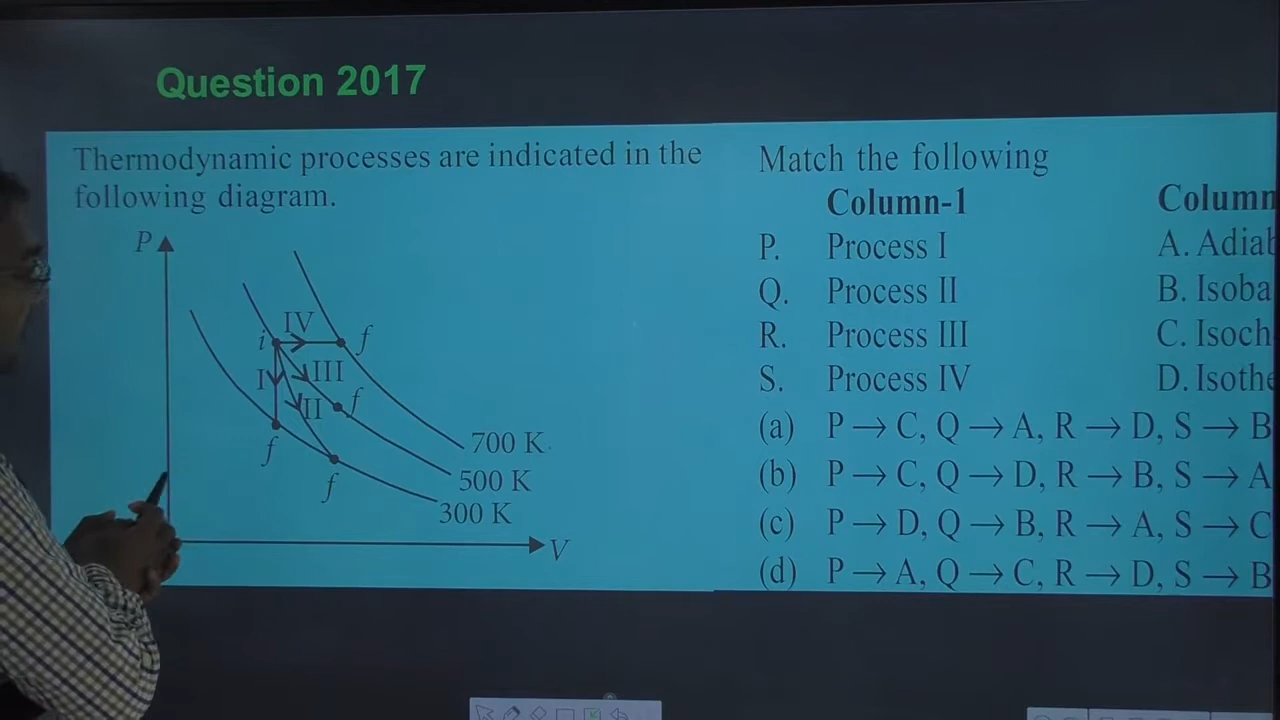 Question 2017
Thermodynamic processes are indicated in the
following diagram.
P
IV
i
f
I
III
II
f
f
f
700 K
500 K
300 K
V
Match the following
Column-1
Column
P. Process I
A. Adiab
Q. Process II
B. Isoba
R. Process III
C. Isoch
S. Process IV
D. Isothe
(a) P→C, Q→A, R→D, S→B
(b) P→C, Q→D, R→B, S→A
(c) P→D, Q→B, R→A, S→C
(d) P→A, Q→C, R→D, S→B